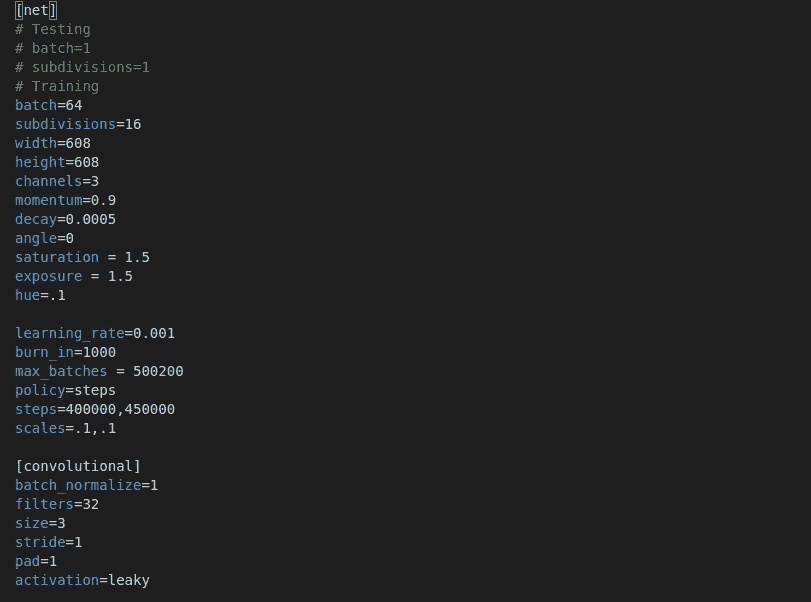 [net]
# Testing
# batch=1
# subdivisions=1
# Training
batch=64
subdivisions=16
width=608
height=608
channels=3
momentum=0.9
decay=0.0005
angle=0
saturation = 1.5
exposure = 1.5
hue=.1
learning_rate=0.001
burn_in=1000
max_batches = 500200
policy=steps
steps=400000,450000
scales=.1,.1
[convolutional]
batch_normalize=1
filters=32
size=3
stride=1
pad=1
activation=leaky